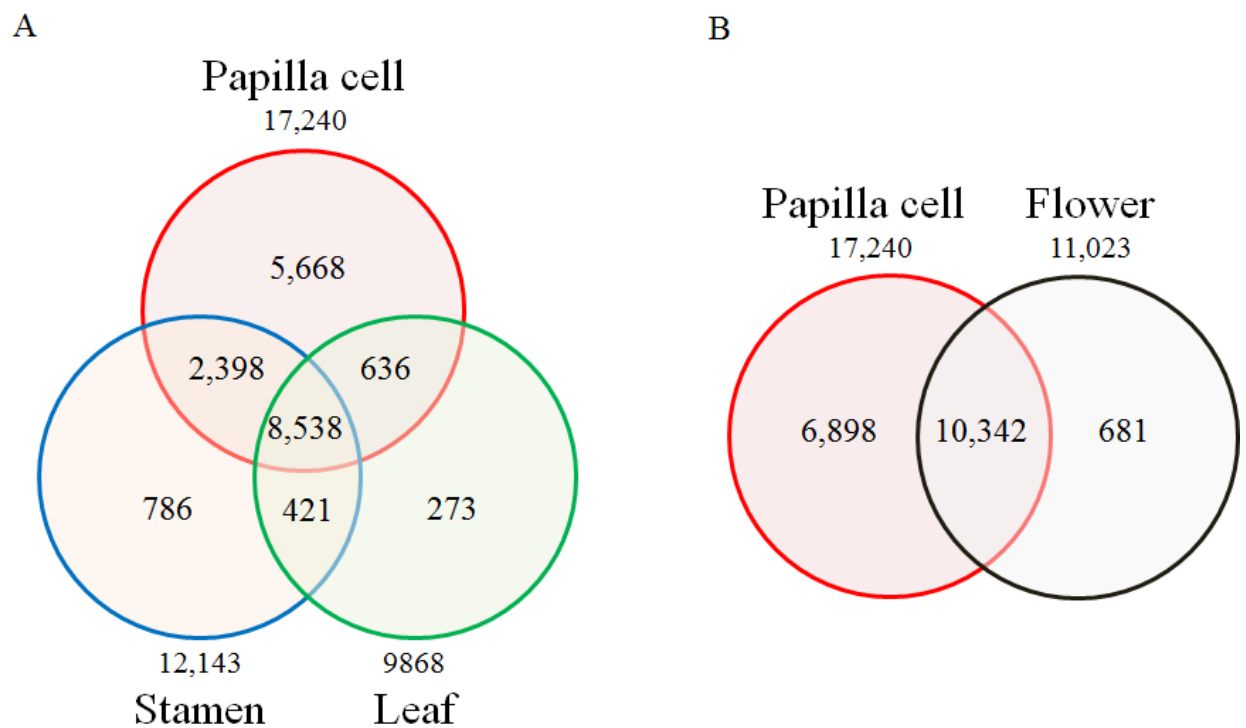 A
Papilla cell
17,240
5,668
2,398
636
8,538
786
421
273
12,143
9868
Stamen
Leaf
B
Papilla cell
Flower
17,240
11,023
6,898
10,342
681